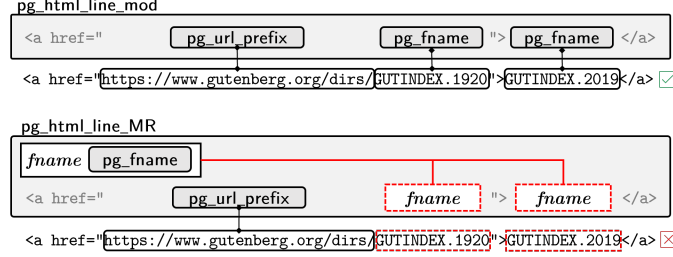 pg_html_line_mod
<a href=" pg_url_prefix pg_fname "> pg_fname </a>
<a href="https://www.gutenberg.org/dirs/GUTINDEX.1920">GUTINDEX.2019</a>
pg_html_line_MR
fname pg_fname
<a href=" pg_url_prefix fname "> fname </a>
<a href="https://www.gutenberg.org/dirs/GUTINDEX.1920">GUTINDEX.2019</a>